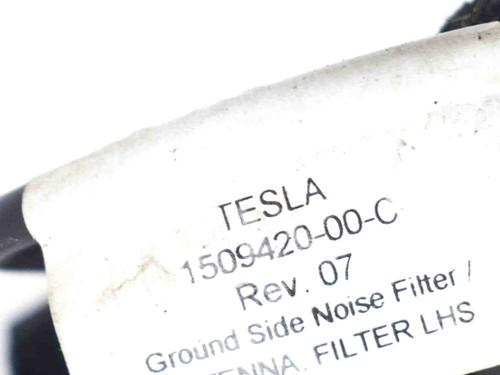 TESLA
1509420-00-C
Rev. 07
Ground Side Noise Filter /
FILTER LHS